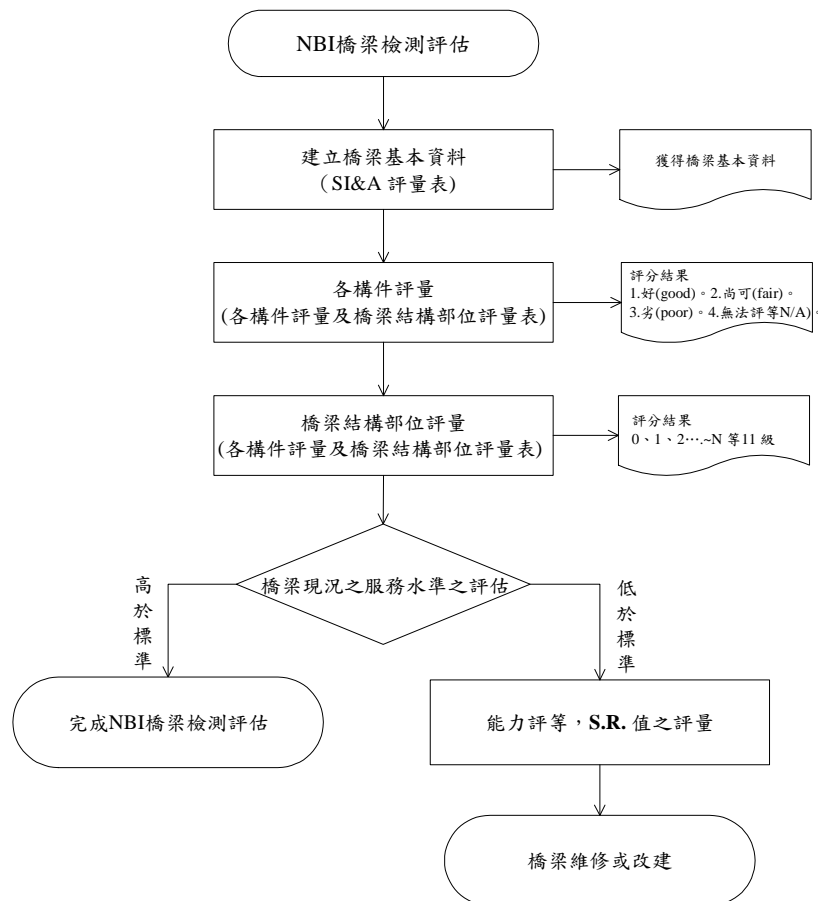 NBI橋梁檢測評估
建立橋梁基本資料
（SI&A 評量表)
獲得橋梁基本資料
各構件評量
(各構件評量及橋梁結構部位評量表)
評分結果
1.好(good)。2.尚可(fair)。
3.劣(poor)。4.無法評等N/A)。
橋梁結構部位評量
(各構件評量及橋梁結構部位評量表)
評分結果
0、1、2….~N 等11 級
橋梁現況之服務水準之評估
高於標準
低於標準
完成NBI橋梁檢測評估
能力評等，S.R. 值之評量
橋梁維修或改建